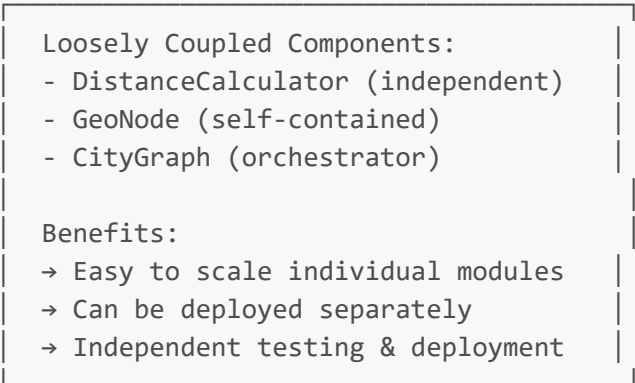 Loosely Coupled Components:
- DistanceCalculator (independent)
- GeoNode (self-contained)
- CityGraph (orchestrator)
Benefits:
→ Easy to scale individual modules
→ Can be deployed separately
→ Independent testing & deployment